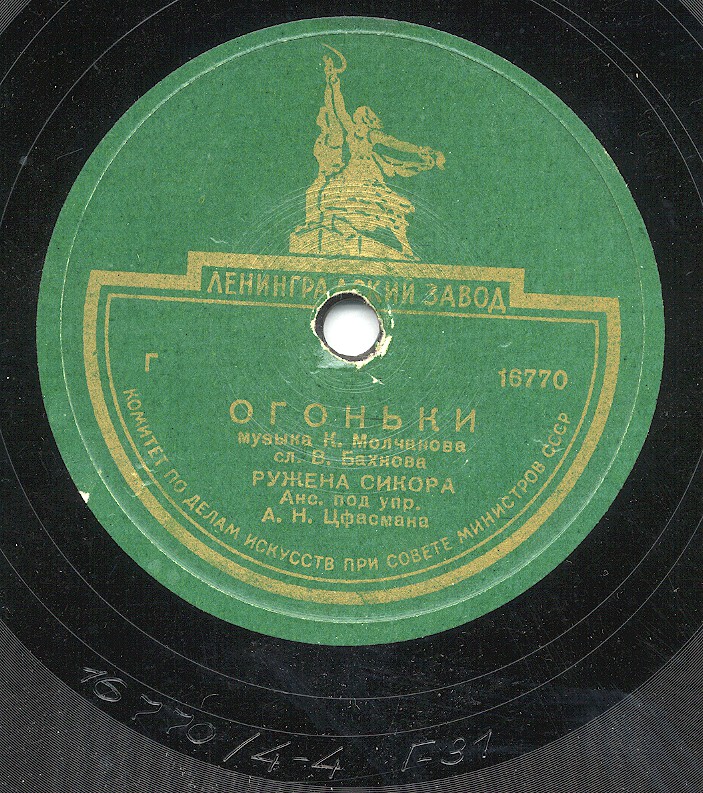 ЛЕНИНГРАДСКИЙ ЗАВОД
Г
16770
ОГОНЬКИ
музыка К. Молчанова
сл. В. Бахнова
РУЖЕНА СИКОРА
Анс. под упр.
А. Н. Цфасмана
КОМИТЕТ ПО ДЕЛАМ ИСКУССТВ ПРИ СОВЕТЕ МИНИСТРОВ СССР
16770/4-4 Г-31